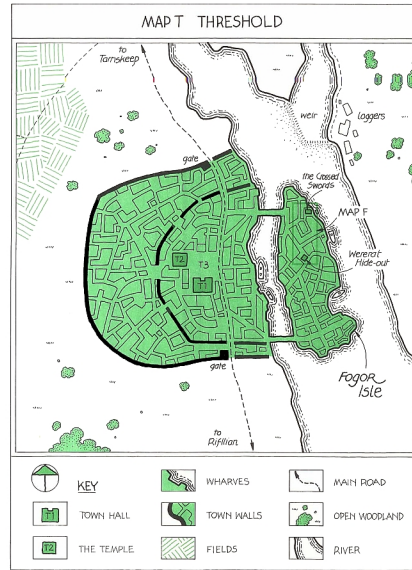 MAP T THRESHOLD
to
Tarnskeep
weir
loggers
gate
the Crossed
Swords
MAP F
T2
T3
Wererat
Hide-out
T1
gate
FOGOR
ISLE
to
Rifllian
KEY
WHARVES
MAIN ROAD
T1
TOWN HALL
TOWN WALLS
OPEN WOODLAND
T2
THE TEMPLE
FIELDS
RIVER